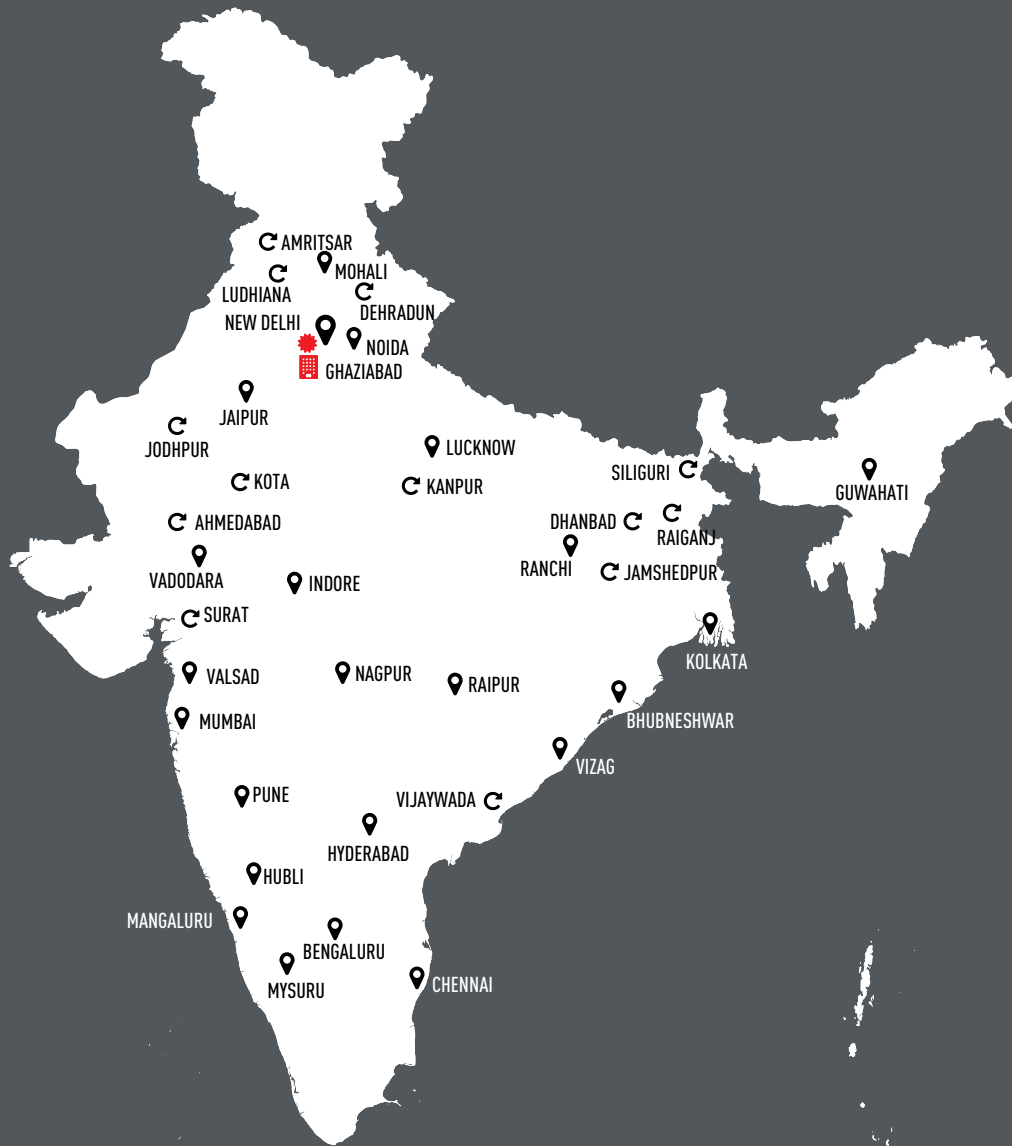 AMRITSAR
MOHALI
LUDHIANA
DEHRADUN
NEW DELHI
NOIDA
GHAZIABAD
JAIPUR
JODHPUR
LUCKNOW
SILIGURI
KOTA
KANPUR
GUWAHATI
AHMEDABAD
DHANBAD
RAIGANJ
VADODARA
INDORE
RANCHI
JAMSHEDPUR
SURAT
KOLKATA
VALSAD
NAGPUR
RAIPUR
MUMBAI
BHUBNESHWAR
VIZAG
PUNE
VIJAYWADA
HYDERABAD
HUBLI
MANGALURU
BENGALURU
MYSURU
CHENNAI